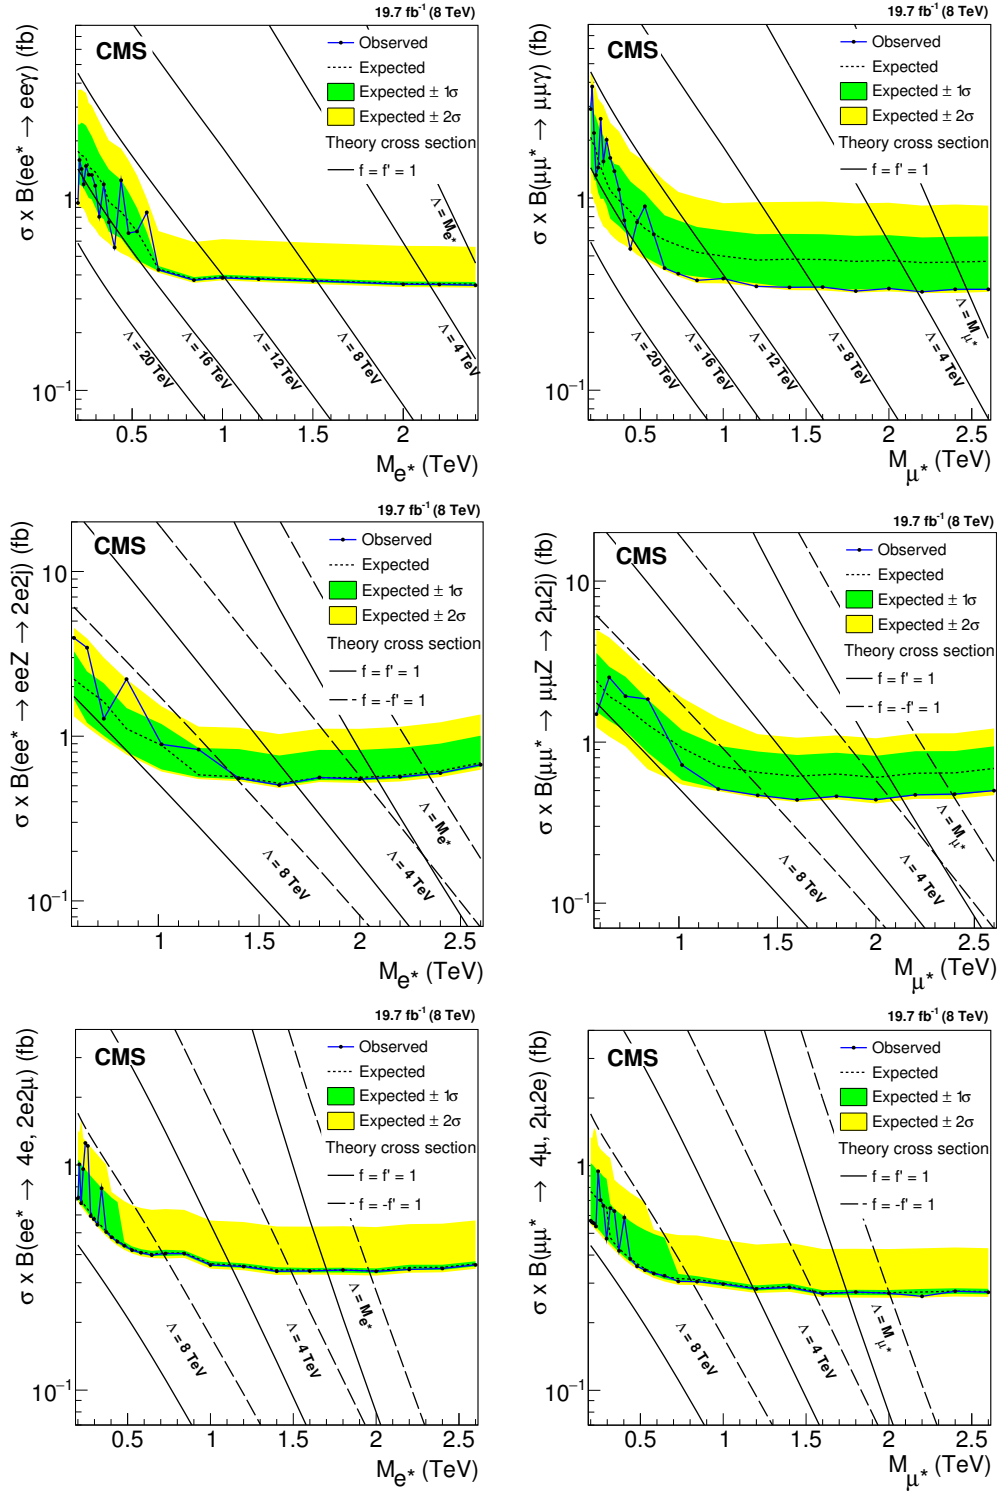 19.7 fb⁻¹ (8 TeV)
σ x B(ee* → eeγ) (fb)
CMS
Observed
Expected
Expected ± 1σ
Expected ± 2σ
Theory cross section
f = f' = 1
1
10⁻¹
Λ = 20 TeV
Λ = 16 TeV
Λ = 12 TeV
Λ = 8 TeV
Λ = 4 TeV
Λ = M_e*
0.5 1 1.5 2
M_e* (TeV)
19.7 fb⁻¹ (8 TeV)
σ x B(μμ* → μμγ) (fb)
CMS
Observed
Expected
Expected ± 1σ
Expected ± 2σ
Theory cross section
f = f' = 1
1
10⁻¹
Λ = 20 TeV
Λ = 16 TeV
Λ = 12 TeV
Λ = 8 TeV
Λ = 4 TeV
Λ = M_μ*
0.5 1 1.5 2 2.5
M_μ* (TeV)
19.7 fb⁻¹ (8 TeV)
σ x B(ee* → eeZ → 2e2j) (fb)
CMS
Observed
Expected
Expected ± 1σ
Expected ± 2σ
Theory cross section
f = f' = 1
f = -f' = 1
10
1
10⁻¹
Λ = 8 TeV
Λ = 4 TeV
Λ = M_e*
1 1.5 2 2.5
M_e* (TeV)
19.7 fb⁻¹ (8 TeV)
σ x B(μμ* → μμZ → 2μ2j) (fb)
CMS
Observed
Expected
Expected ± 1σ
Expected ± 2σ
Theory cross section
f = f' = 1
f = -f' = 1
10
1
10⁻¹
Λ = 8 TeV
Λ = 4 TeV
Λ = M_μ*
1 1.5 2 2.5
M_μ* (TeV)
19.7 fb⁻¹ (8 TeV)
σ x B(ee* → 4e, 2e2μ) (fb)
CMS
Observed
Expected
Expected ± 1σ
Expected ± 2σ
Theory cross section
f = f' = 1
f = -f' = 1
1
10⁻¹
Λ = 8 TeV
Λ = 4 TeV
Λ = M_e*
0.5 1 1.5 2 2.5
M_e* (TeV)
19.7 fb⁻¹ (8 TeV)
σ x B(μμ* → 4μ, 2μ2e) (fb)
CMS
Observed
Expected
Expected ± 1σ
Expected ± 2σ
Theory cross section
f = f' = 1
f = -f' = 1
1
10⁻¹
Λ = 8 TeV
Λ = 4 TeV
Λ = M_μ*
0.5 1 1.5 2 2.5
M_μ* (TeV)